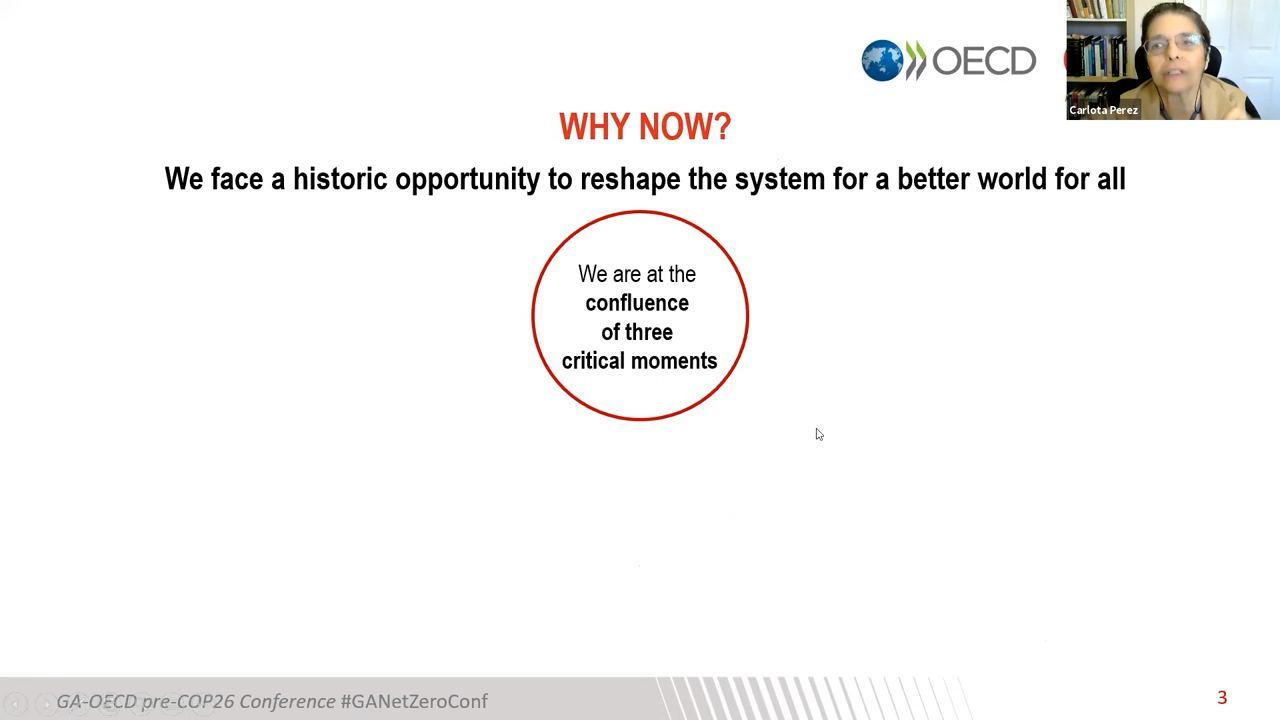 OECD
Carlota Perez
WHY NOW?
We face a historic opportunity to reshape the system for a better world for all
We are at the
confluence
of three
critical moments
GA-OECD pre-COP26 Conference #GANetZeroConf
3